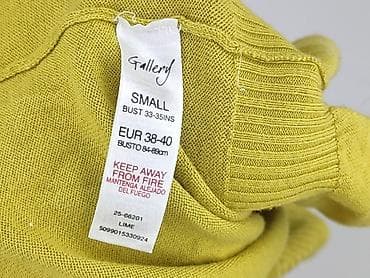 Gallery
SMALL
BUST 33-35INS
EUR 38-40
BUSTO 84-89cm
KEEP AWAY
FROM FIRE
MANTENGA ALEJADO
DEL FUEGO
25-66201
LIME
5099015330924